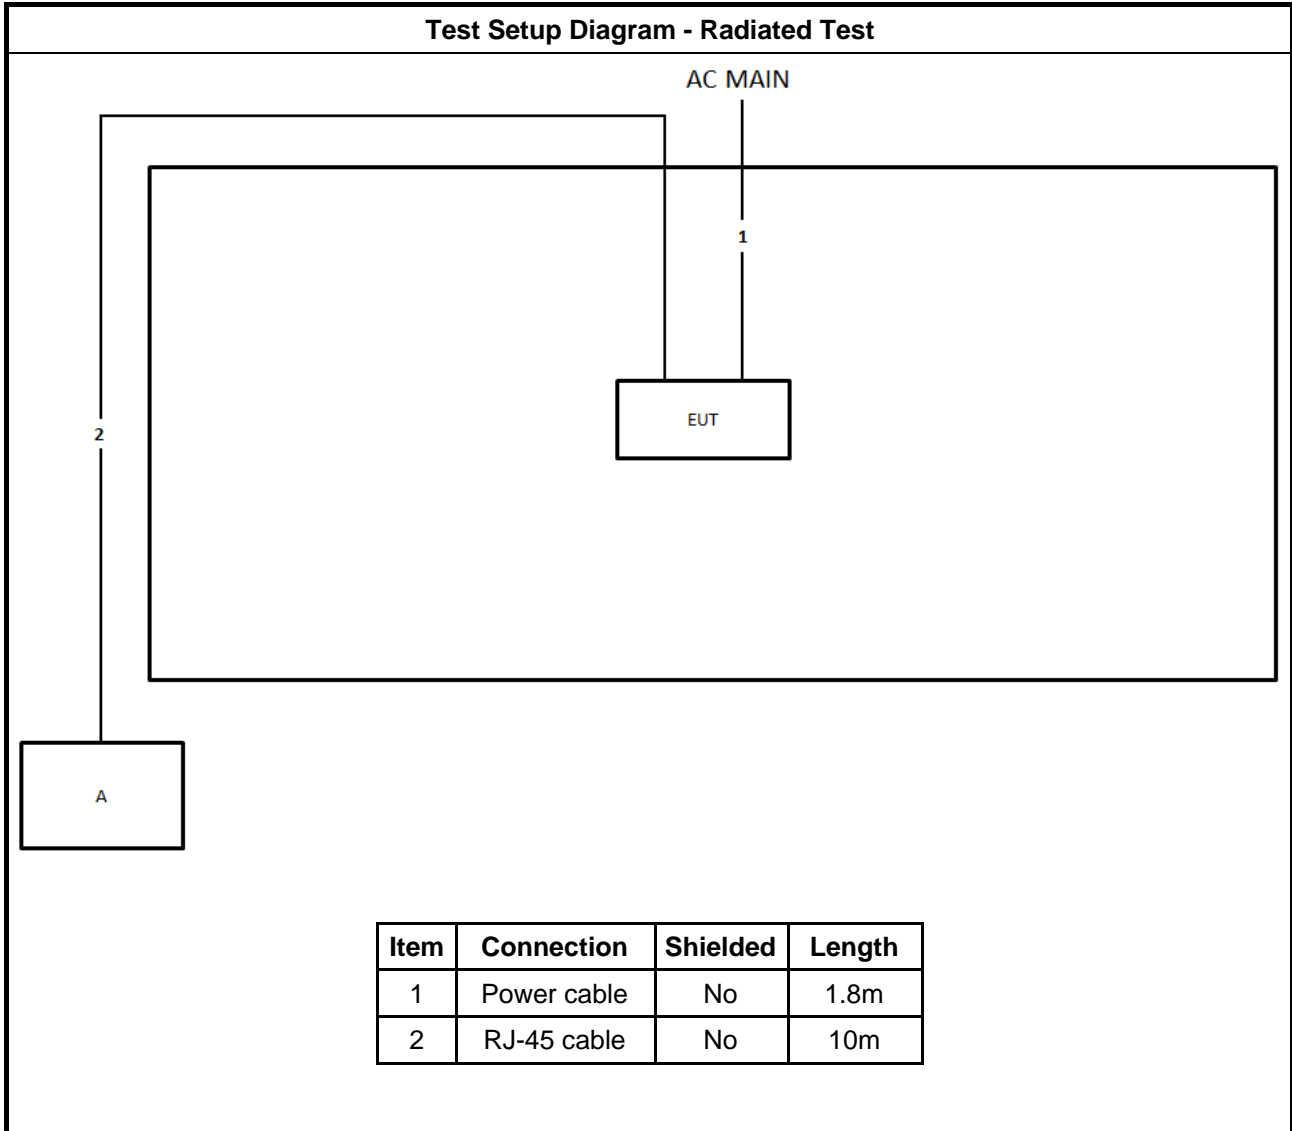 Test Setup Diagram - Radiated Test
AC MAIN
1
EUT
2
A
Item Connection Shielded Length
1 Power cable No 1.8m
2 RJ-45 cable No 10m